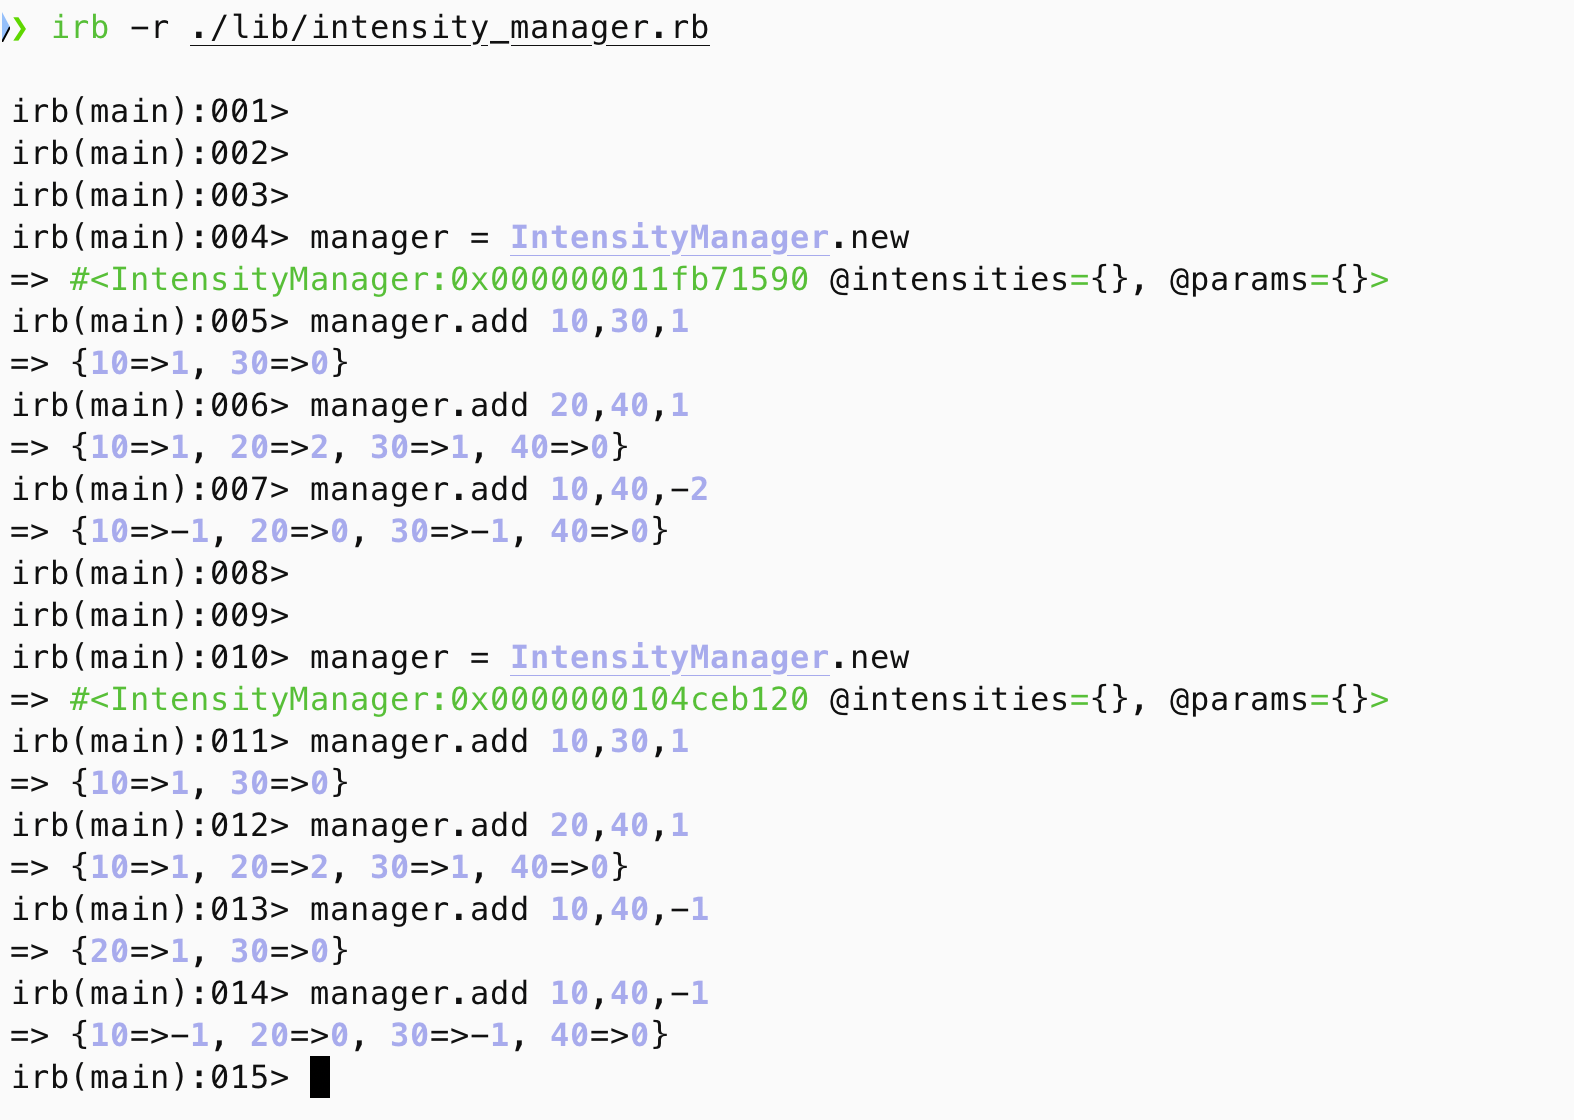 ❯ irb -r ./lib/intensity_manager.rb
irb(main):001>
irb(main):002>
irb(main):003>
irb(main):004> manager = IntensityManager.new
=> #<IntensityManager:0x000000011fb71590 @intensities={}, @params={}>
irb(main):005> manager.add 10,30,1
=> {10=>1, 30=>0}
irb(main):006> manager.add 20,40,1
=> {10=>1, 20=>2, 30=>1, 40=>0}
irb(main):007> manager.add 10,40,-2
=> {10=>-1, 20=>0, 30=>-1, 40=>0}
irb(main):008>
irb(main):009>
irb(main):010> manager = IntensityManager.new
=> #<IntensityManager:0x0000000104ceb120 @intensities={}, @params={}>
irb(main):011> manager.add 10,30,1
=> {10=>1, 30=>0}
irb(main):012> manager.add 20,40,1
=> {10=>1, 20=>2, 30=>1, 40=>0}
irb(main):013> manager.add 10,40,-1
=> {20=>1, 30=>0}
irb(main):014> manager.add 10,40,-1
=> {10=>-1, 20=>0, 30=>-1, 40=>0}
irb(main):015>